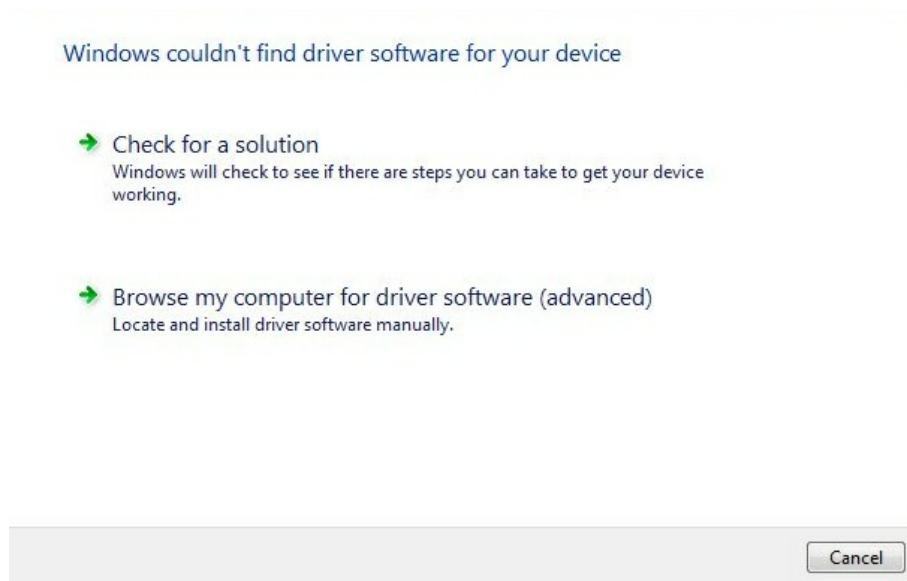 Windows couldn't find driver software for your device
Check for a solution
Windows will check to see if there are steps you can take to get your device
working.
Browse my computer for driver software (advanced)
Locate and install driver software manually.
Cancel